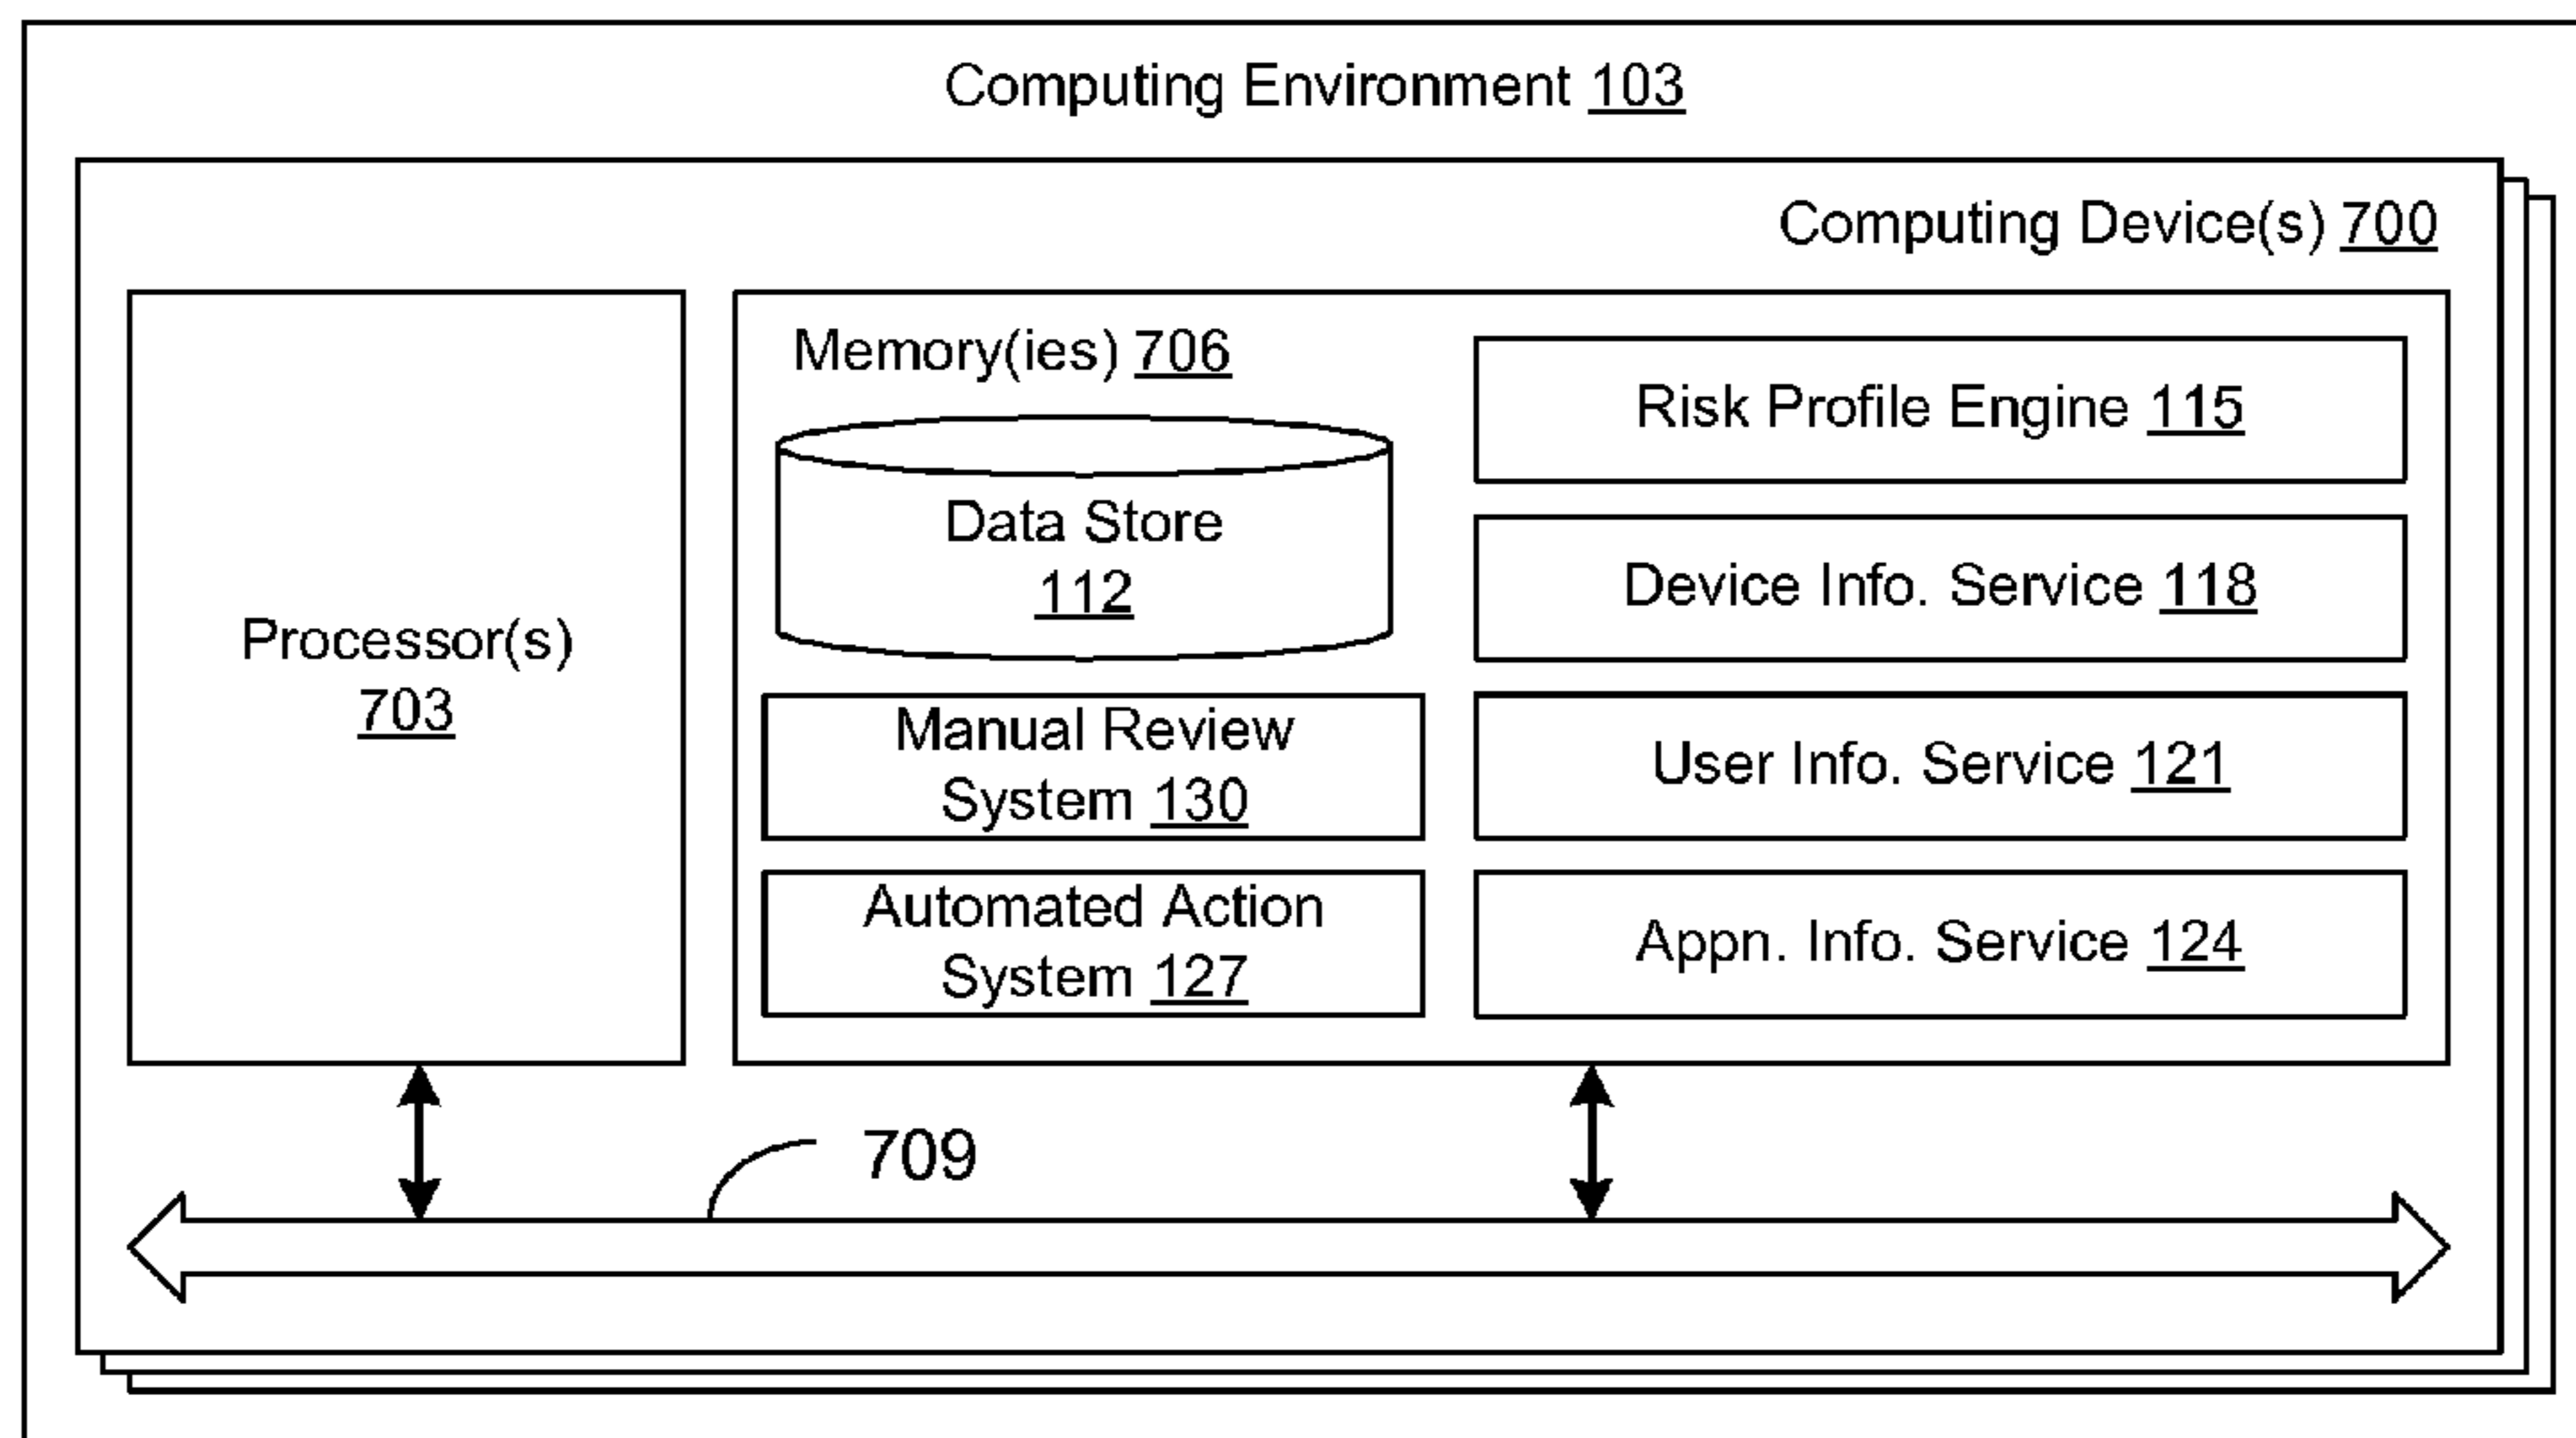 Computing Environment 103
Computing Device(s) 700
Processor(s)
703
Memory(ies) 706
Data Store
112
Manual Review
System 130
Automated Action
System 127
Risk Profile Engine 115
Device Info. Service 118
User Info. Service 121
Appn. Info. Service 124
709